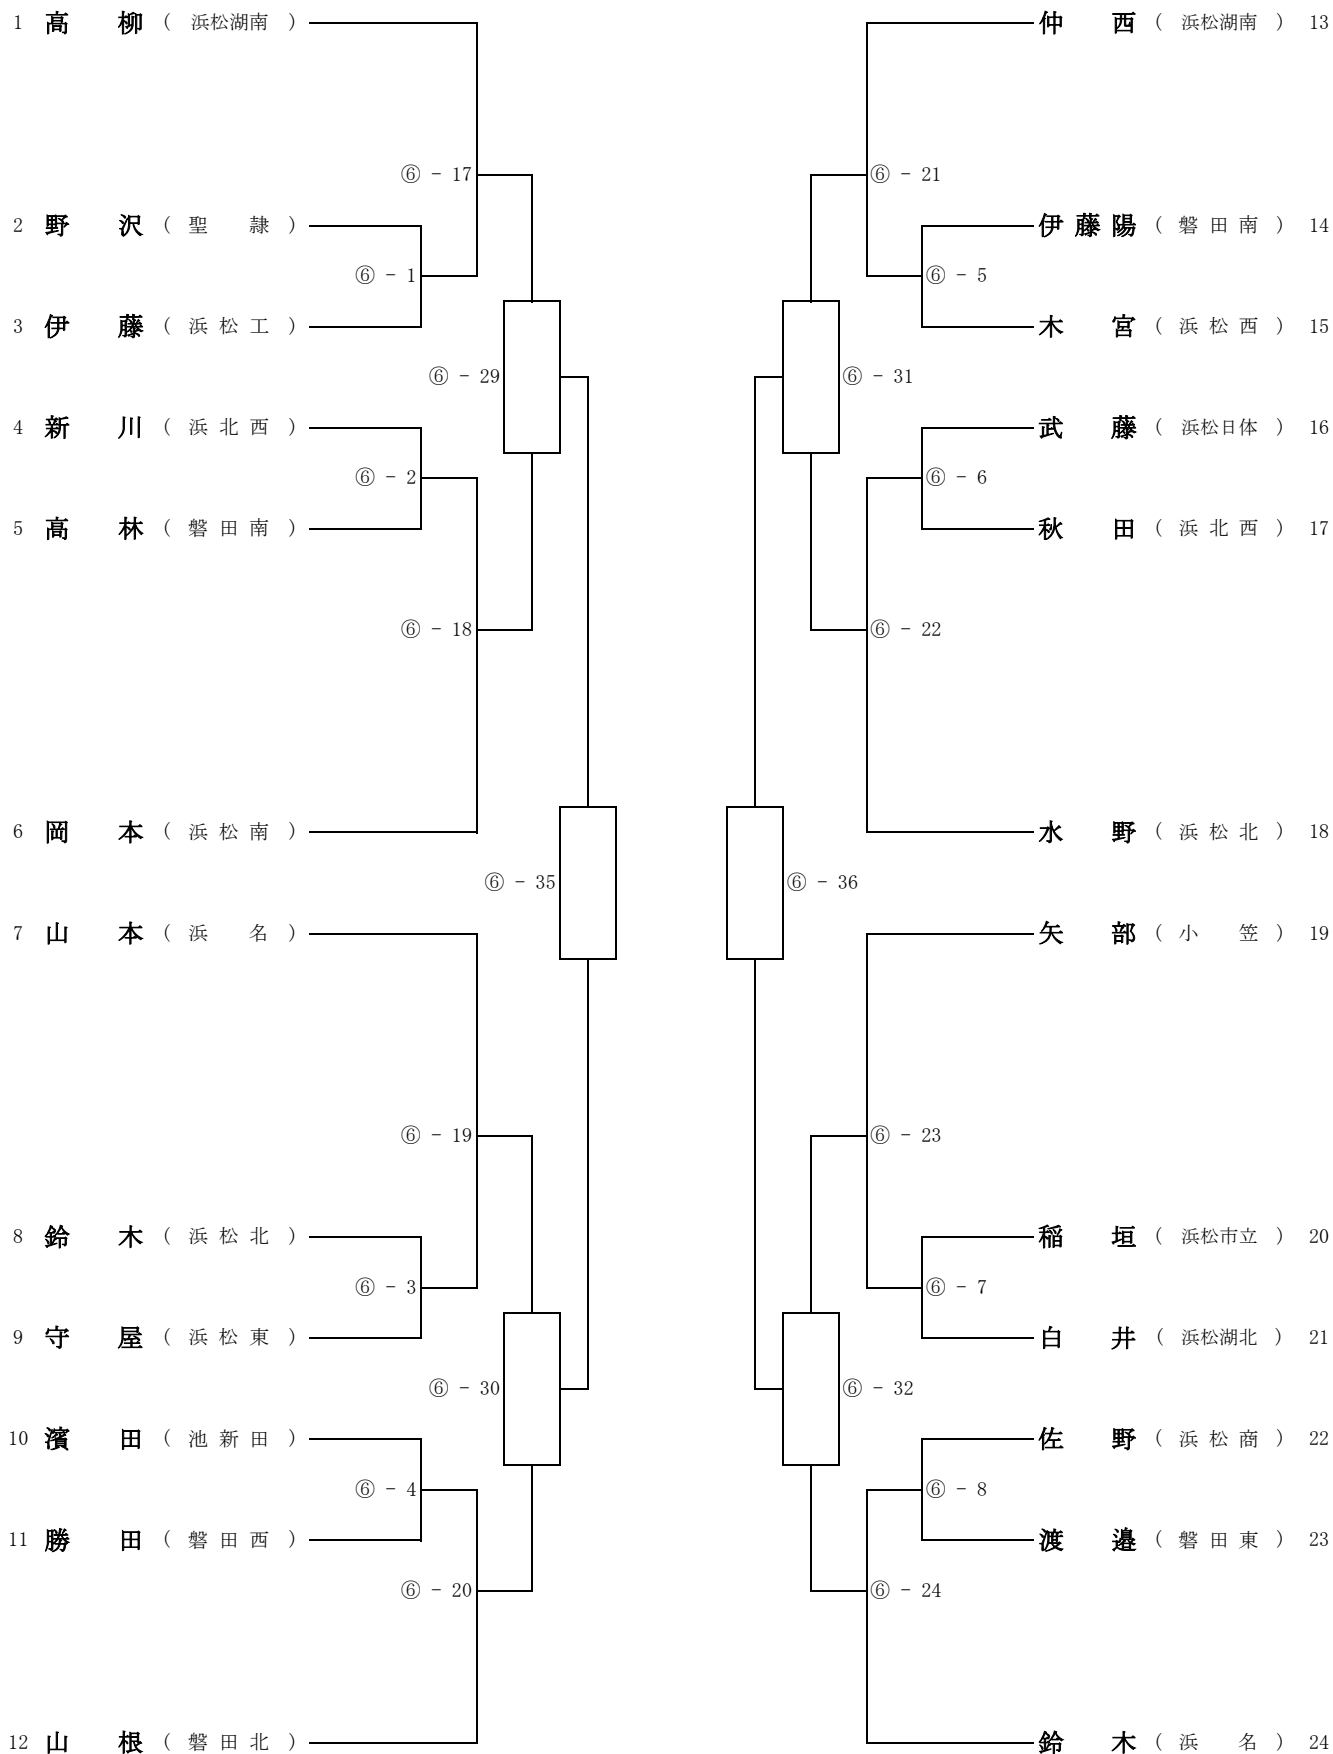 1 高 柳 ( 浜松湖南 )
仲 西 ( 浜松湖南 ) 13
⑥ - 17
⑥ - 21
2 野 沢 ( 聖 隷 )
伊 藤 陽 ( 磐 田 南 ) 14
⑥ - 1
⑥ - 5
3 伊 藤 ( 浜 松 工 )
木 宮 ( 浜 松 西 ) 15
⑥ - 29
⑥ - 31
4 新 川 ( 浜 北 西 )
武 藤 ( 浜松日体 ) 16
⑥ - 2
⑥ - 6
5 高 林 ( 磐 田 南 )
秋 田 ( 浜 北 西 ) 17
⑥ - 18
⑥ - 22
6 岡 本 ( 浜 松 南 )
水 野 ( 浜 松 北 ) 18
⑥ - 35
⑥ - 36
7 山 本 ( 浜 名 )
矢 部 ( 小 笠 ) 19
⑥ - 19
⑥ - 23
8 鈴 木 ( 浜 松 北 )
稲 垣 ( 浜松市立 ) 20
⑥ - 3
⑥ - 7
9 守 屋 ( 浜 松 東 )
白 井 ( 浜松湖北 ) 21
⑥ - 30
⑥ - 32
10 濱 田 ( 池 新 田 )
佐 野 ( 浜 松 商 ) 22
⑥ - 4
⑥ - 8
11 勝 田 ( 磐 田 西 )
渡 邉 ( 磐 田 東 ) 23
⑥ - 20
⑥ - 24
12 山 根 ( 磐 田 北 )
鈴 木 ( 浜 名 ) 24